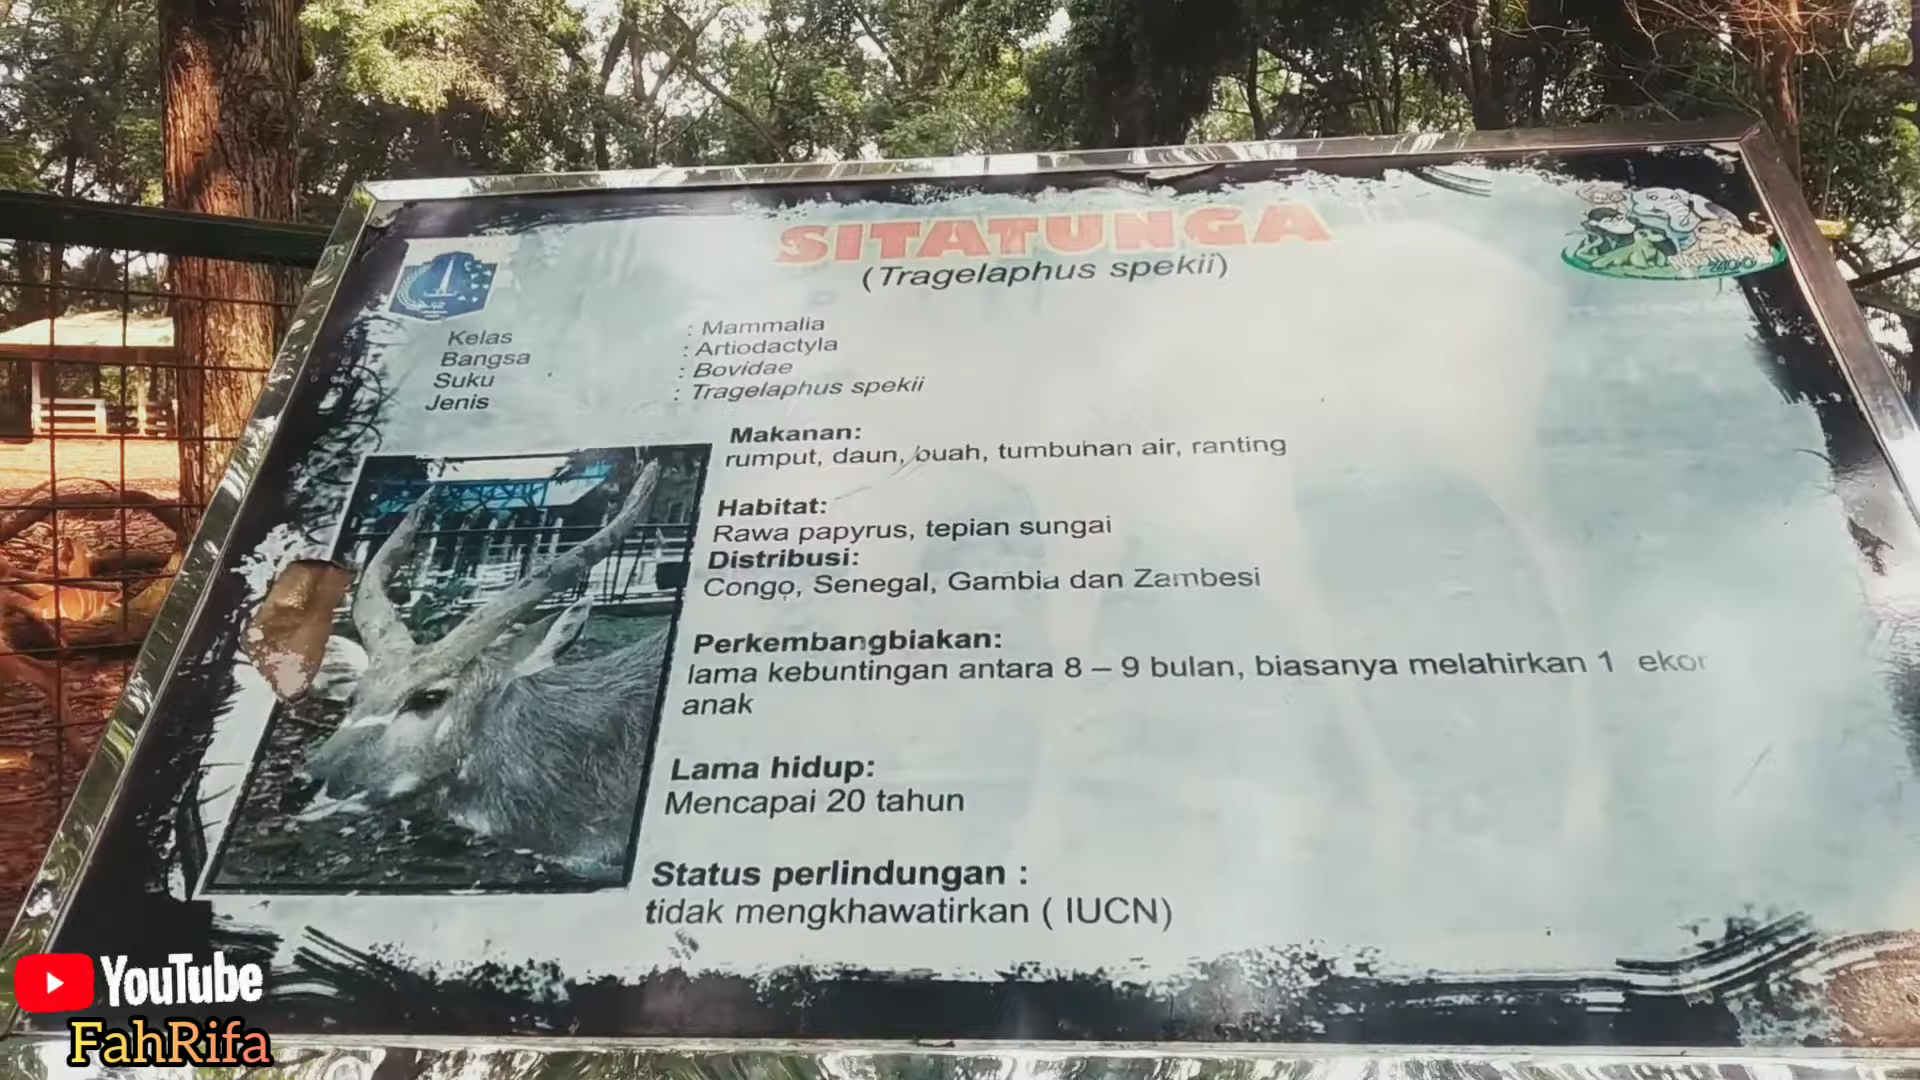 SITATUNGA
(Tragelaphus spekii)
Kelas : Mammalia
Bangsa : Artiodactyla
Suku : Bovidae
Jenis : Tragelaphus spekii
Makanan:
rumput, daun, buah, tumbuhan air, ranting
Habitat:
Rawa papyrus, tepian sungai
Distribusi:
Congo, Senegal, Gambia dan Zambesi
Perkembangbiakan:
lama kebuntingan antara 8 – 9 bulan, biasanya melahirkan 1 ekor
anak
Lama hidup:
Mencapai 20 tahun
Status perlindungan :
tidak mengkhawatirkan ( IUCN)
YouTube
FahRifa